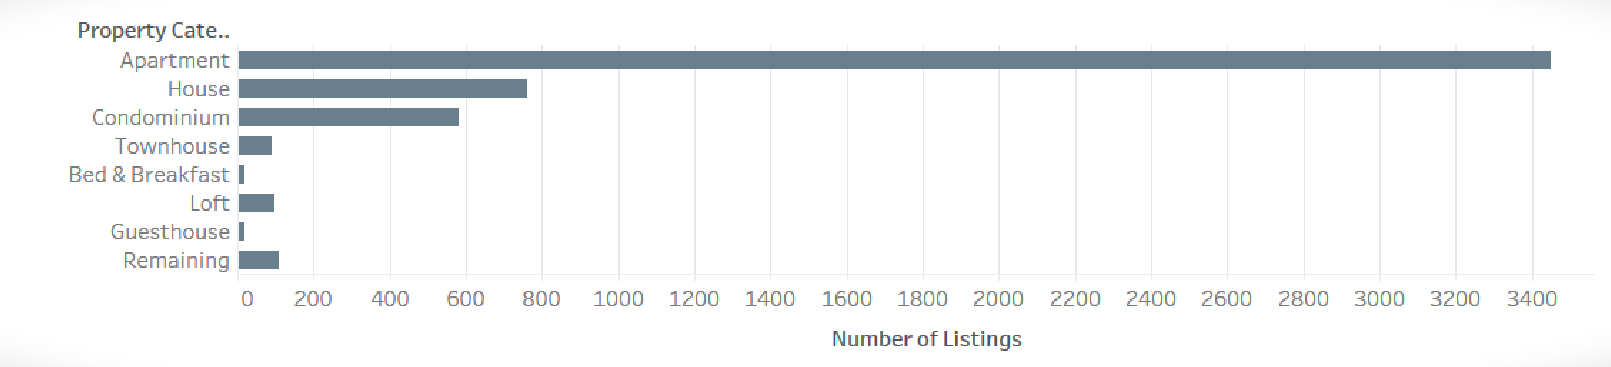 Property Cate..
Apartment
House
Condominium
Townhouse
Bed & Breakfast
Loft
Guesthouse
Remaining
0 200 400 600 800 1000 1200 1400 1600 1800 2000 2200 2400 2600 2800 3000 3200 3400
Number of Listings